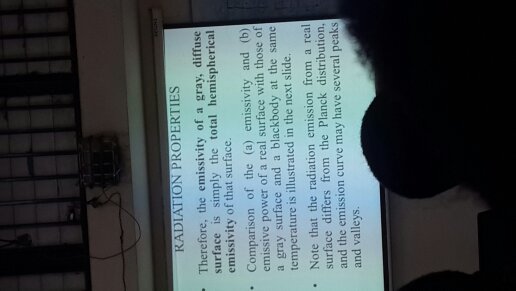 RADIATION PROPERTIES
• Therefore, the emissivity of a gray, diffuse
surface is simply the total hemispherical
emissivity of that surface.
• Comparison of the (a) emissivity and (b)
emissive power of a real surface with those of
a gray surface and a blackbody at the same
temperature is illustrated in the next slide.
• Note that the radiation emission from a real
surface differs from the Planck distribution,
and the emission curve may have several peaks
and valleys.